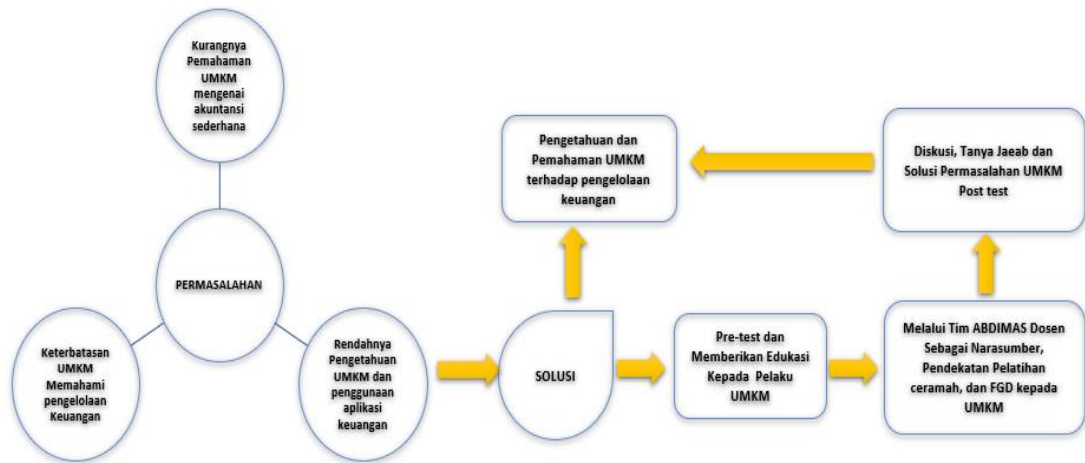 Kurangnya
Pemahaman
UMKM
mengenai
akuntansi
sederhana
PERMASALAHAN
Keterbatasan
UMKM
Memahami
pengelolaan
Keuangan
Rendahnya
Pengetahuan
UMKM dan
penggunaan
aplikasi
keuangan
SOLUSI
Pengetahuan dan
Pemahaman UMKM
terhadap pengelolaan
keuangan
Pre-test dan
Memberikan Edukasi
Kepada Pelaku
UMKM
Melalui Tim ABDIMAS Dosen
Sebagai Narasumber,
Pendekatan Pelatihan
ceramah, dan FGD kepada
UMKM
Diskusi, Tanya Jaeab dan
Solusi Permasalahan UMKM
Post test